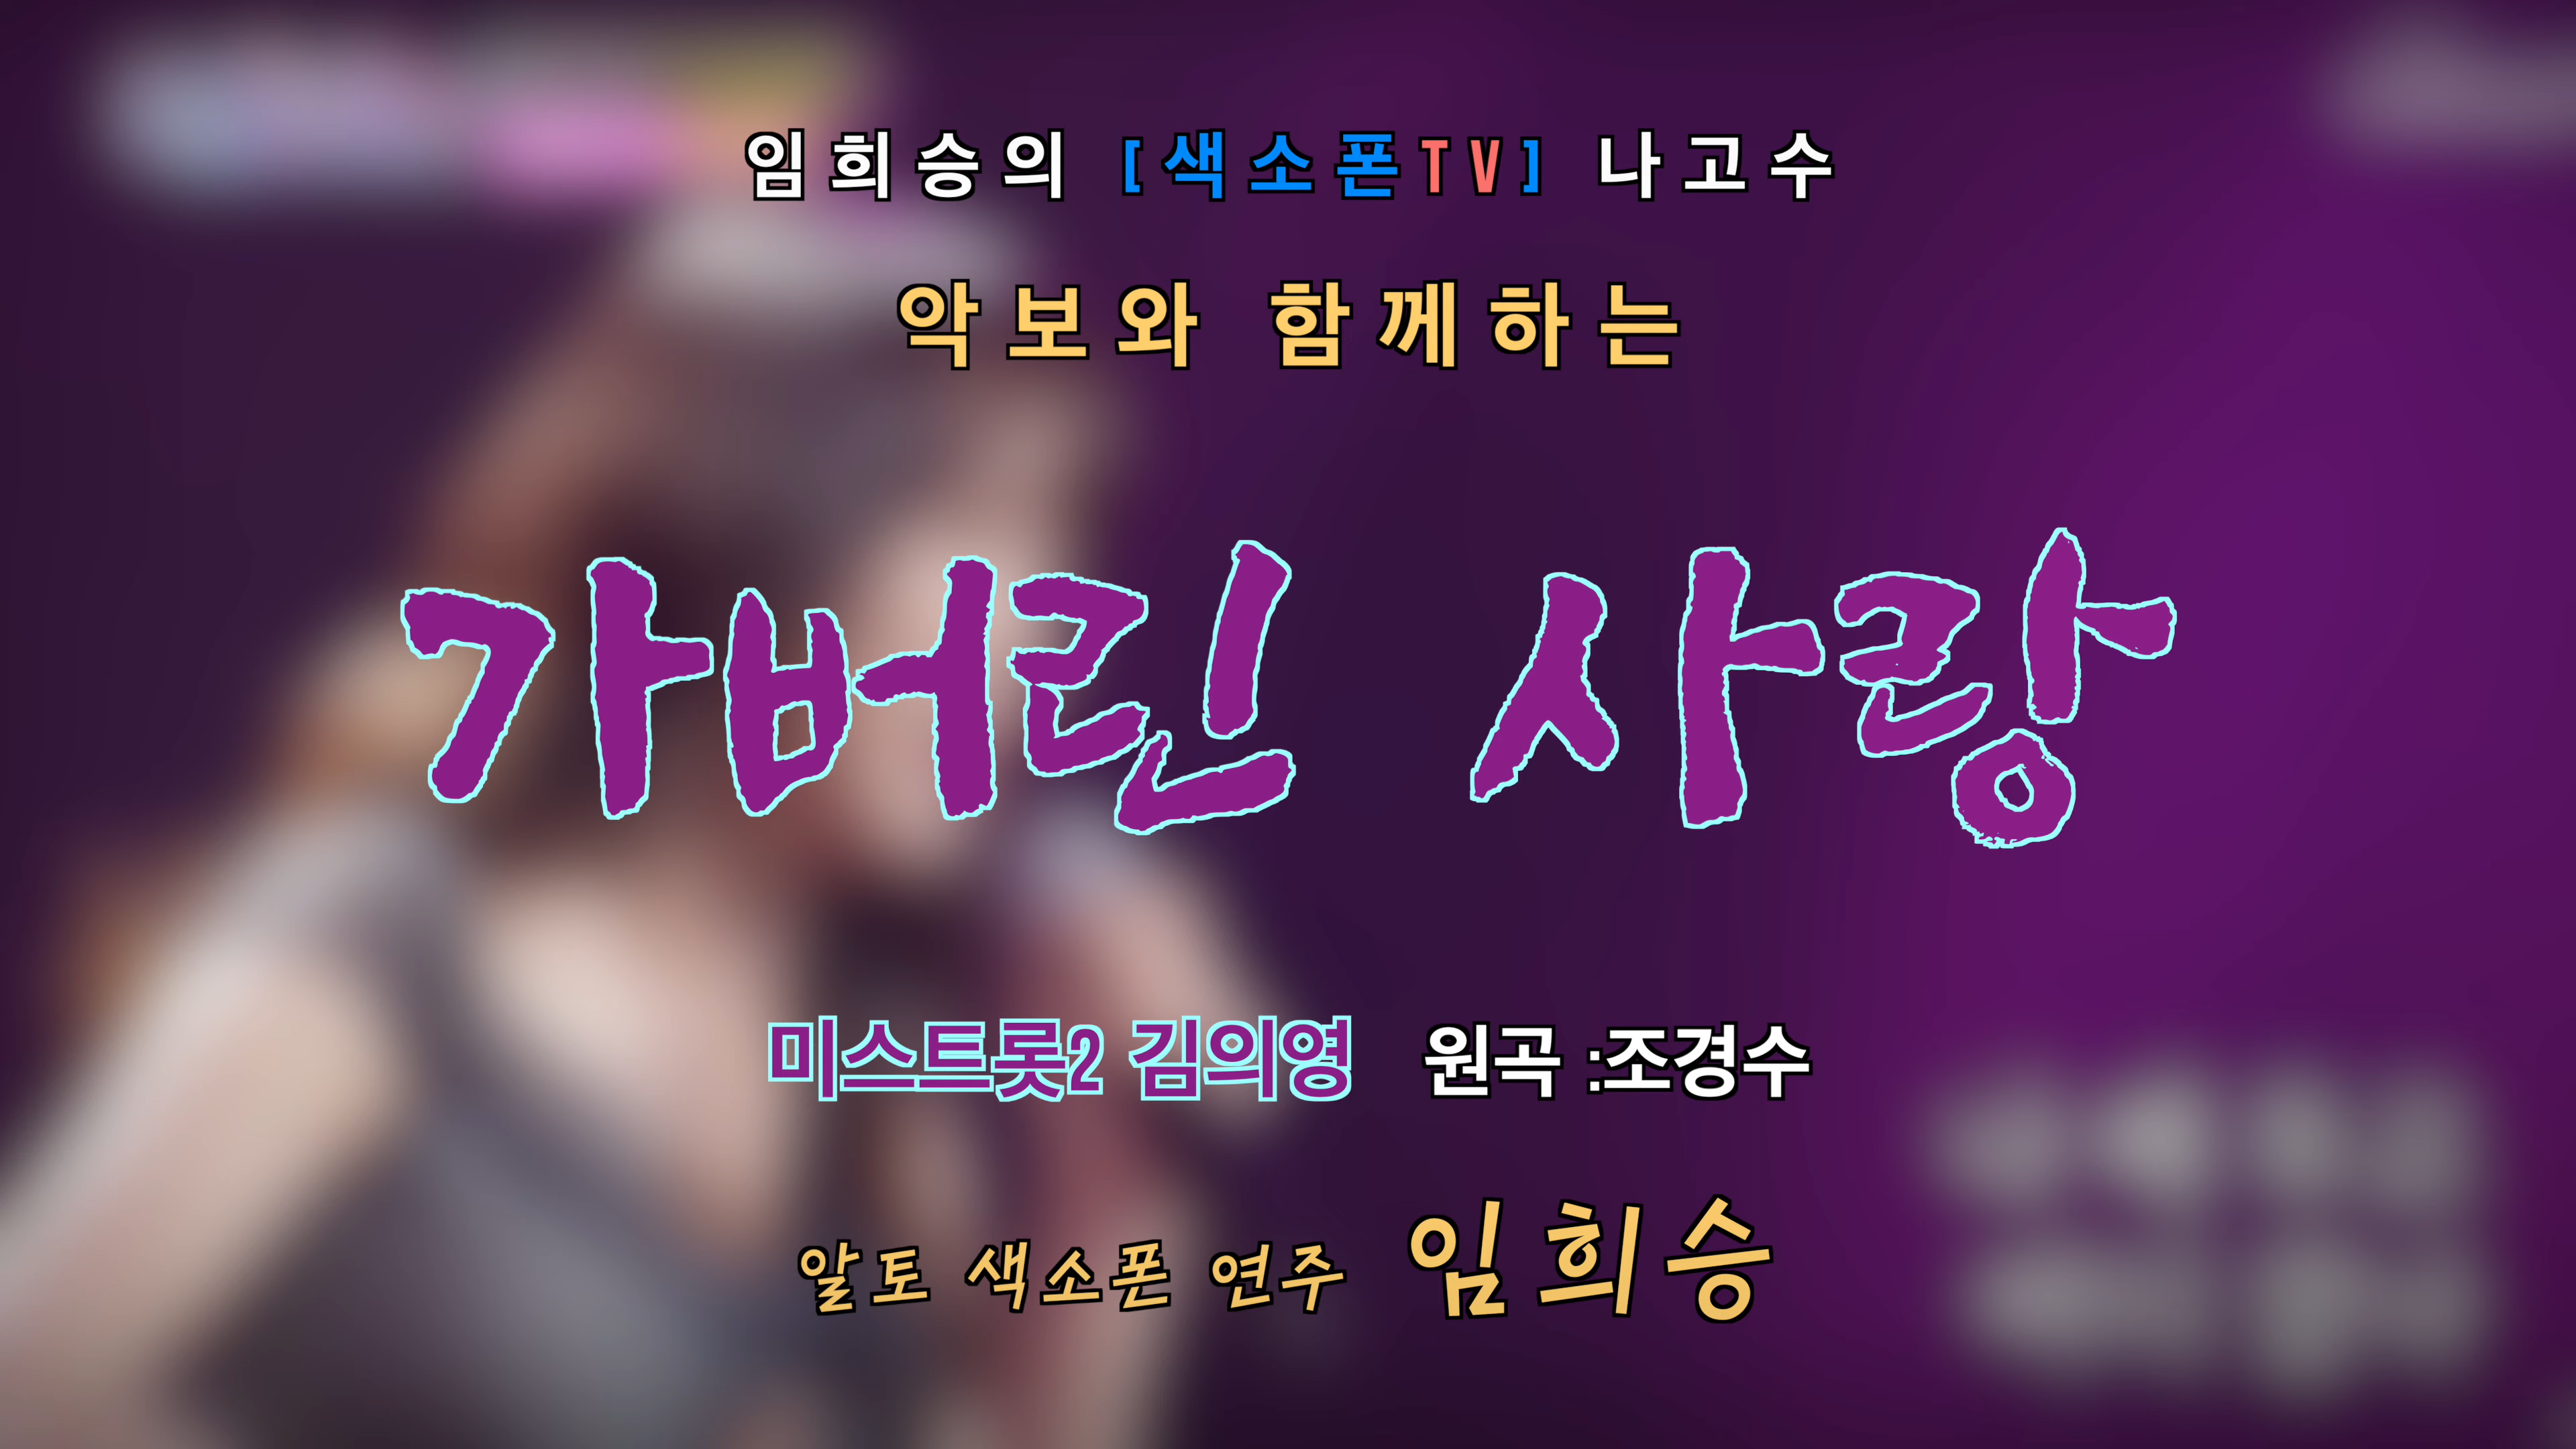 임희승의 [색소폰TV] 나고수
악보와 함께하는
가버린 사랑
미스트롯2 김의영 원곡 :조경수
알토 색소폰 연주 임희승